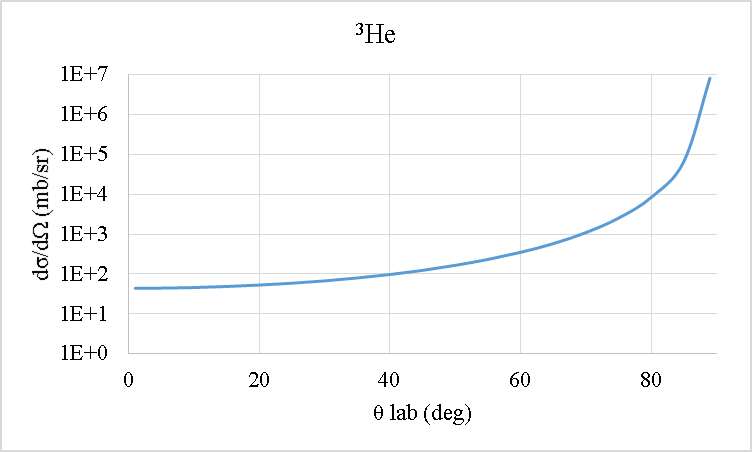 ³He
1E+7
1E+6
1E+5
1E+4
1E+3
1E+2
1E+1
1E+0
dσ/dΩ (mb/sr)
0 20 40 60 80
θ lab (deg)